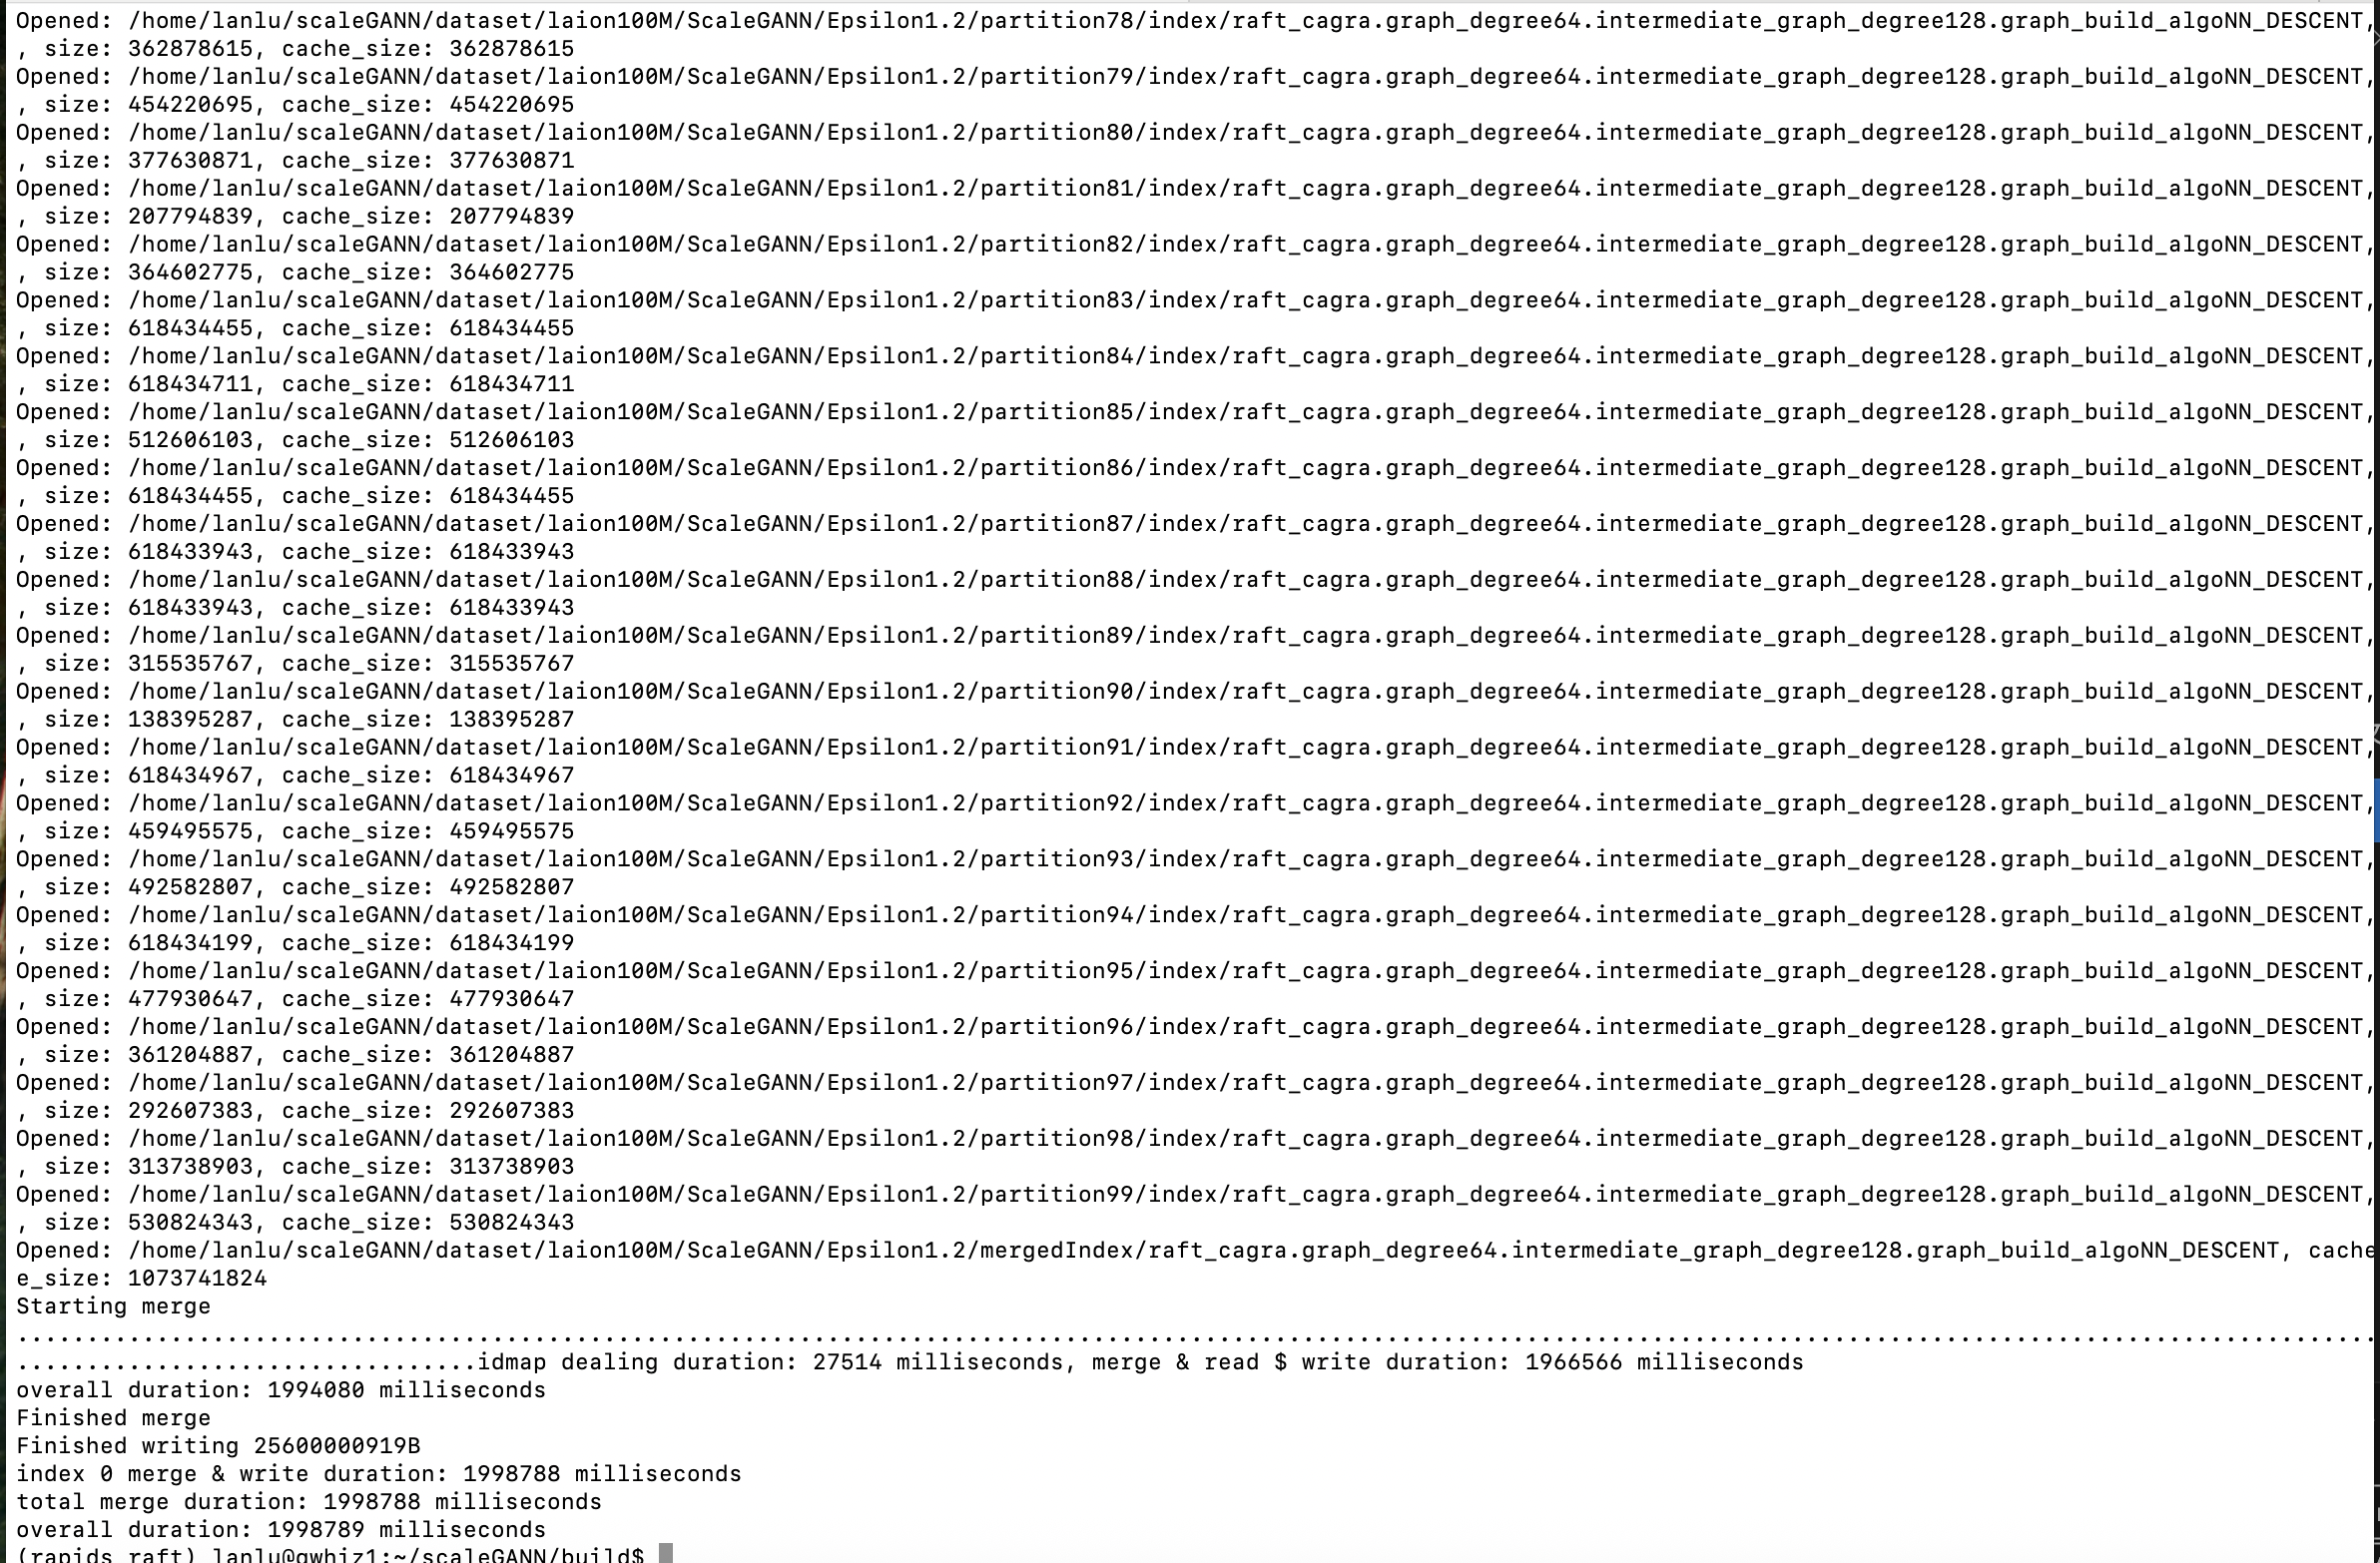 Opened: /home/lanlu/scaleGANN/dataset/laion100M/ScaleGANN/Epsilon1.2/partition78/index/raft_cagra.graph_degree64.intermediate_graph_degree128.graph_build_algoNN_DESCENT,
, size: 362878615, cache_size: 362878615
Opened: /home/lanlu/scaleGANN/dataset/laion100M/ScaleGANN/Epsilon1.2/partition79/index/raft_cagra.graph_degree64.intermediate_graph_degree128.graph_build_algoNN_DESCENT,
, size: 454220695, cache_size: 454220695
Opened: /home/lanlu/scaleGANN/dataset/laion100M/ScaleGANN/Epsilon1.2/partition80/index/raft_cagra.graph_degree64.intermediate_graph_degree128.graph_build_algoNN_DESCENT,
, size: 377630871, cache_size: 377630871
Opened: /home/lanlu/scaleGANN/dataset/laion100M/ScaleGANN/Epsilon1.2/partition81/index/raft_cagra.graph_degree64.intermediate_graph_degree128.graph_build_algoNN_DESCENT,
, size: 207794839, cache_size: 207794839
Opened: /home/lanlu/scaleGANN/dataset/laion100M/ScaleGANN/Epsilon1.2/partition82/index/raft_cagra.graph_degree64.intermediate_graph_degree128.graph_build_algoNN_DESCENT,
, size: 364602775, cache_size: 364602775
Opened: /home/lanlu/scaleGANN/dataset/laion100M/ScaleGANN/Epsilon1.2/partition83/index/raft_cagra.graph_degree64.intermediate_graph_degree128.graph_build_algoNN_DESCENT,
, size: 618434455, cache_size: 618434455
Opened: /home/lanlu/scaleGANN/dataset/laion100M/ScaleGANN/Epsilon1.2/partition84/index/raft_cagra.graph_degree64.intermediate_graph_degree128.graph_build_algoNN_DESCENT,
, size: 618434711, cache_size: 618434711
Opened: /home/lanlu/scaleGANN/dataset/laion100M/ScaleGANN/Epsilon1.2/partition85/index/raft_cagra.graph_degree64.intermediate_graph_degree128.graph_build_algoNN_DESCENT,
, size: 512606103, cache_size: 512606103
Opened: /home/lanlu/scaleGANN/dataset/laion100M/ScaleGANN/Epsilon1.2/partition86/index/raft_cagra.graph_degree64.intermediate_graph_degree128.graph_build_algoNN_DESCENT,
, size: 618434455, cache_size: 618434455
Opened: /home/lanlu/scaleGANN/dataset/laion100M/ScaleGANN/Epsilon1.2/partition87/index/raft_cagra.graph_degree64.intermediate_graph_degree128.graph_build_algoNN_DESCENT,
, size: 618433943, cache_size: 618433943
Opened: /home/lanlu/scaleGANN/dataset/laion100M/ScaleGANN/Epsilon1.2/partition88/index/raft_cagra.graph_degree64.intermediate_graph_degree128.graph_build_algoNN_DESCENT,
, size: 618433943, cache_size: 618433943
Opened: /home/lanlu/scaleGANN/dataset/laion100M/ScaleGANN/Epsilon1.2/partition89/index/raft_cagra.graph_degree64.intermediate_graph_degree128.graph_build_algoNN_DESCENT,
, size: 315535767, cache_size: 315535767
Opened: /home/lanlu/scaleGANN/dataset/laion100M/ScaleGANN/Epsilon1.2/partition90/index/raft_cagra.graph_degree64.intermediate_graph_degree128.graph_build_algoNN_DESCENT,
, size: 138395287, cache_size: 138395287
Opened: /home/lanlu/scaleGANN/dataset/laion100M/ScaleGANN/Epsilon1.2/partition91/index/raft_cagra.graph_degree64.intermediate_graph_degree128.graph_build_algoNN_DESCENT,
, size: 618434967, cache_size: 618434967
Opened: /home/lanlu/scaleGANN/dataset/laion100M/ScaleGANN/Epsilon1.2/partition92/index/raft_cagra.graph_degree64.intermediate_graph_degree128.graph_build_algoNN_DESCENT,
, size: 459495575, cache_size: 459495575
Opened: /home/lanlu/scaleGANN/dataset/laion100M/ScaleGANN/Epsilon1.2/partition93/index/raft_cagra.graph_degree64.intermediate_graph_degree128.graph_build_algoNN_DESCENT,
, size: 492582807, cache_size: 492582807
Opened: /home/lanlu/scaleGANN/dataset/laion100M/ScaleGANN/Epsilon1.2/partition94/index/raft_cagra.graph_degree64.intermediate_graph_degree128.graph_build_algoNN_DESCENT,
, size: 618434199, cache_size: 618434199
Opened: /home/lanlu/scaleGANN/dataset/laion100M/ScaleGANN/Epsilon1.2/partition95/index/raft_cagra.graph_degree64.intermediate_graph_degree128.graph_build_algoNN_DESCENT,
, size: 477930647, cache_size: 477930647
Opened: /home/lanlu/scaleGANN/dataset/laion100M/ScaleGANN/Epsilon1.2/partition96/index/raft_cagra.graph_degree64.intermediate_graph_degree128.graph_build_algoNN_DESCENT,
, size: 361204887, cache_size: 361204887
Opened: /home/lanlu/scaleGANN/dataset/laion100M/ScaleGANN/Epsilon1.2/partition97/index/raft_cagra.graph_degree64.intermediate_graph_degree128.graph_build_algoNN_DESCENT,
, size: 292607383, cache_size: 292607383
Opened: /home/lanlu/scaleGANN/dataset/laion100M/ScaleGANN/Epsilon1.2/partition98/index/raft_cagra.graph_degree64.intermediate_graph_degree128.graph_build_algoNN_DESCENT,
, size: 313738903, cache_size: 313738903
Opened: /home/lanlu/scaleGANN/dataset/laion100M/ScaleGANN/Epsilon1.2/partition99/index/raft_cagra.graph_degree64.intermediate_graph_degree128.graph_build_algoNN_DESCENT,
, size: 530824343, cache_size: 530824343
Opened: /home/lanlu/scaleGANN/dataset/laion100M/ScaleGANN/Epsilon1.2/mergedIndex/raft_cagra.graph_degree64.intermediate_graph_degree128.graph_build_algoNN_DESCENT, cache
e_size: 1073741824
Starting merge
.........................................................................................................................................................................
.................................idmap dealing duration: 27514 milliseconds, merge & read $ write duration: 1966566 milliseconds
overall duration: 1994080 milliseconds
Finished merge
Finished writing 25600000919B
index 0 merge & write duration: 1998788 milliseconds
total merge duration: 1998788 milliseconds
overall duration: 1998789 milliseconds
(rapids_raft) lanlu@gwhiz1:~/scaleGANN/build$